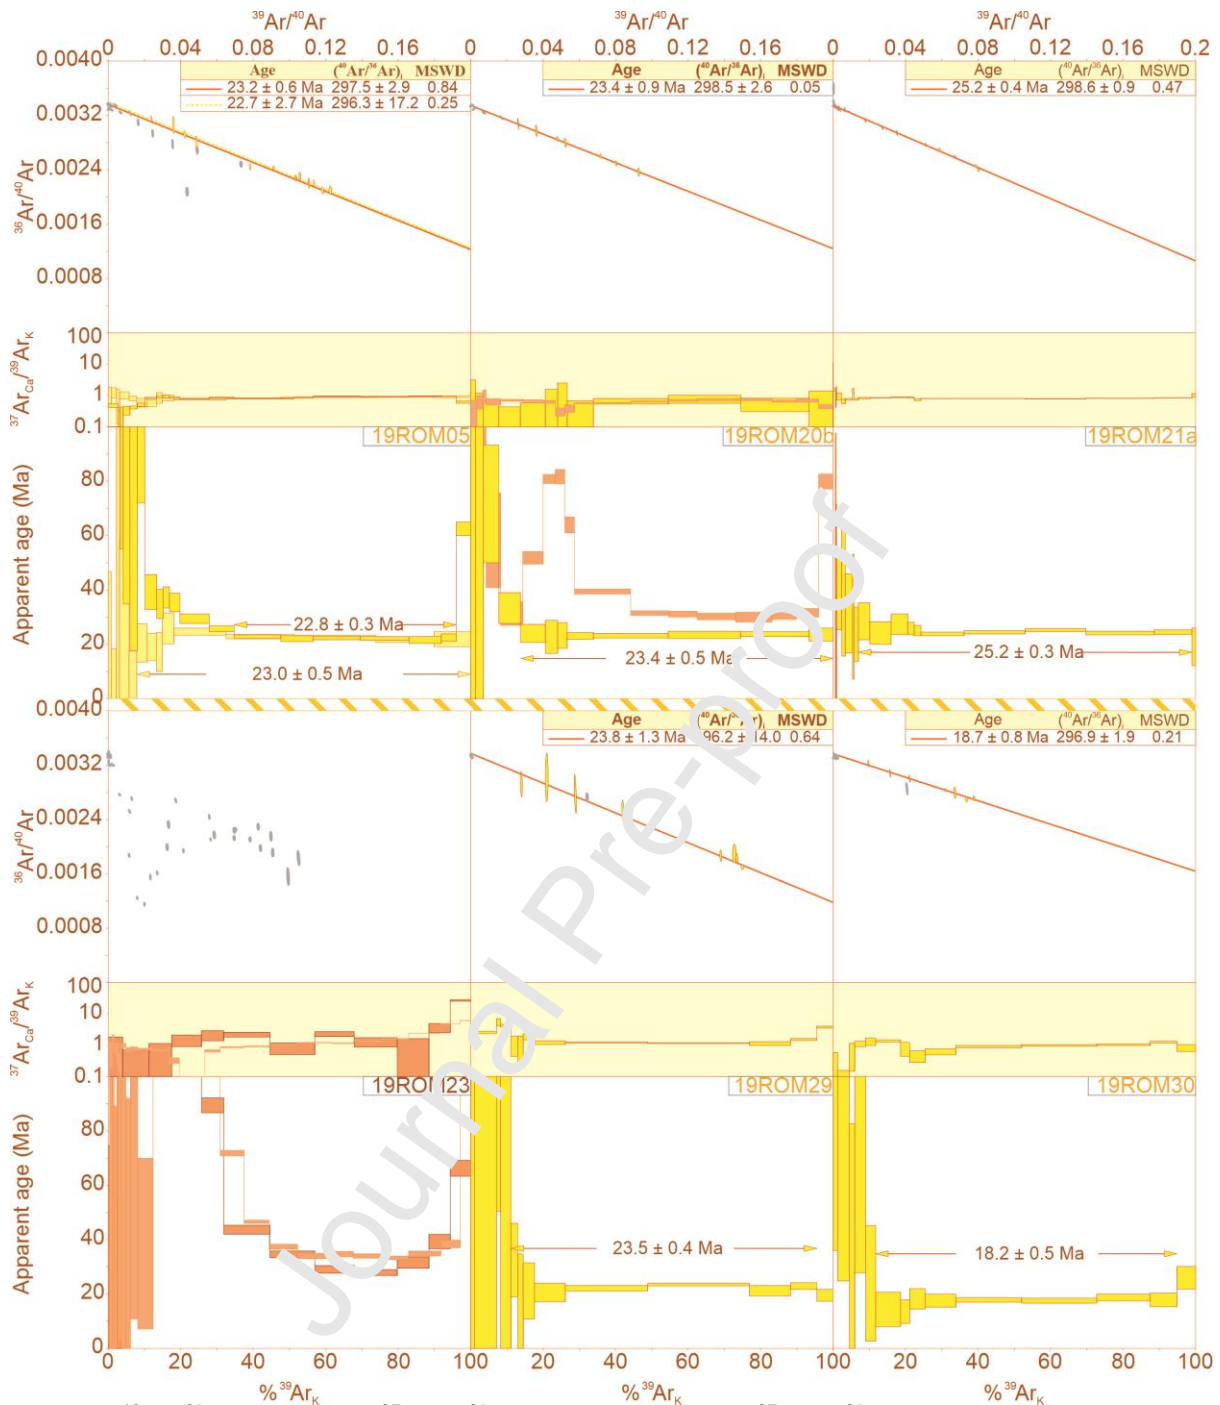 39Ar/40Ar 39Ar/40Ar 39Ar/40Ar
0 0.04 0.08 0.12 0.16 0 0.04 0.08 0.12 0.16 0 0.04 0.08 0.12 0.16 0.2
0.0040
0.0032
0.0024
0.0016
0.0008
36Ar/40Ar
Age (40Ar/36Ar)i MSWD
23.2 ± 0.6 Ma 297.5 ± 2.9 0.84
22.7 ± 2.7 Ma 296.3 ± 17.2 0.25
Age (40Ar/36Ar)i MSWD
23.4 ± 0.9 Ma 298.5 ± 2.6 0.05
Age (40Ar/36Ar)i MSWD
25.2 ± 0.4 Ma 298.6 ± 0.9 0.47
37ArCa/39ArK
100
10
1
0.1
19ROM05
19ROM20b
19ROM21a
Apparent age (Ma)
80
60
40
20
0
22.8 ± 0.3 Ma
23.0 ± 0.5 Ma
23.4 ± 0.5 Ma
25.2 ± 0.3 Ma
0.0040
0.0032
0.0024
0.0016
0.0008
36Ar/40Ar
Age (40Ar/36Ar)i MSWD
23.8 ± 1.3 Ma 96.2 ± 14.0 0.64
Age (40Ar/36Ar)i MSWD
18.7 ± 0.8 Ma 296.9 ± 1.9 0.21
37ArCa/39ArK
100
10
1
0.1
19ROM23
19ROM29
19ROM30
Apparent age (Ma)
80
60
40
20
0
23.5 ± 0.4 Ma
18.2 ± 0.5 Ma
0 20 40 60 80 100 20 40 60 80 100 20 40 60 80 100
% 39ArK % 39ArK % 39ArK
Journal Pre-proof